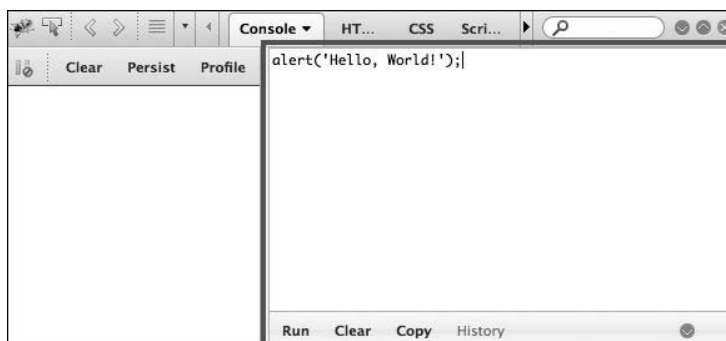 Console HT... CSS Scri...
Clear Persist Profile
alert('Hello, World!');
Run Clear Copy History